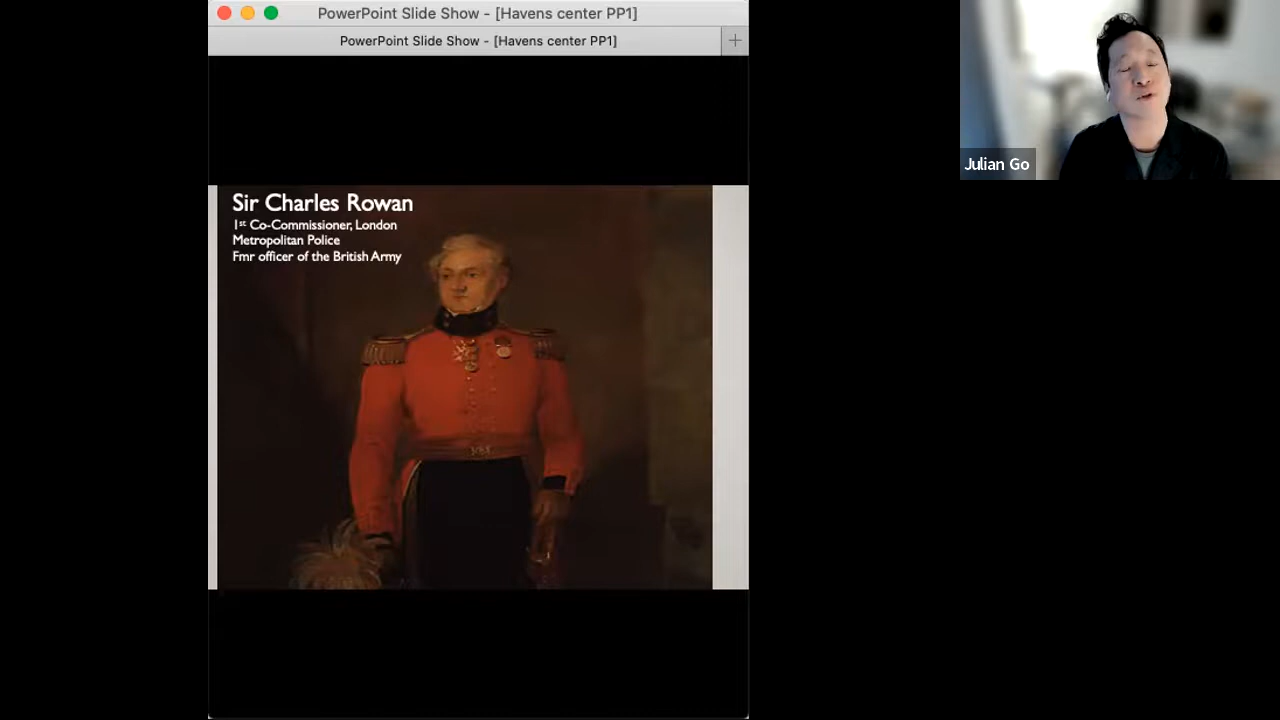 PowerPoint Slide Show - [Havens center PP1]
PowerPoint Slide Show - [Havens center PP1]
Sir Charles Rowan
1st Co-Commissioner, London
Metropolitan Police
Fmr officer of the British Army
Julian Go